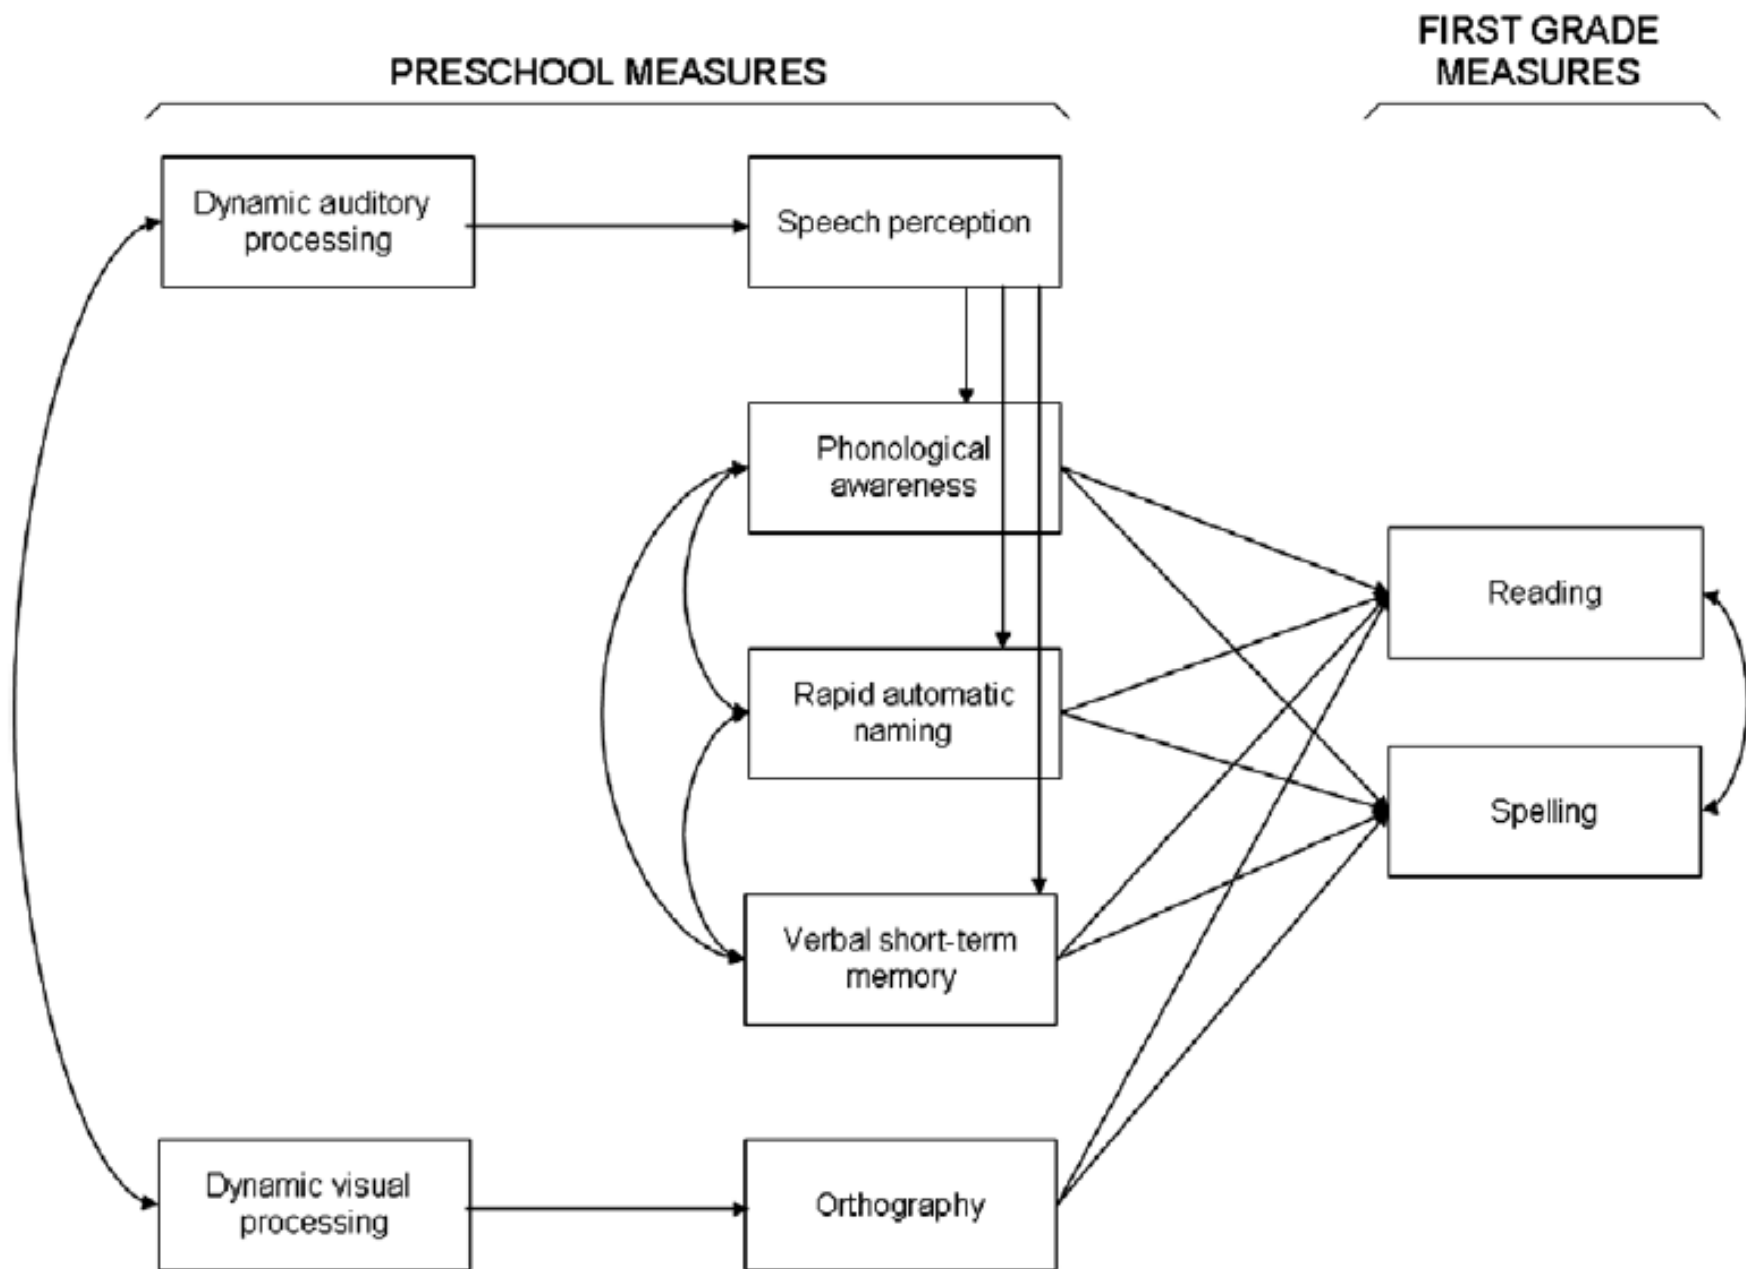 PRESCHOOL MEASURES
FIRST GRADE
MEASURES
Dynamic auditory
processing
Speech perception
Phonological
awareness
Reading
Rapid automatic
naming
Spelling
Verbal short-term
memory
Dynamic visual
processing
Orthography